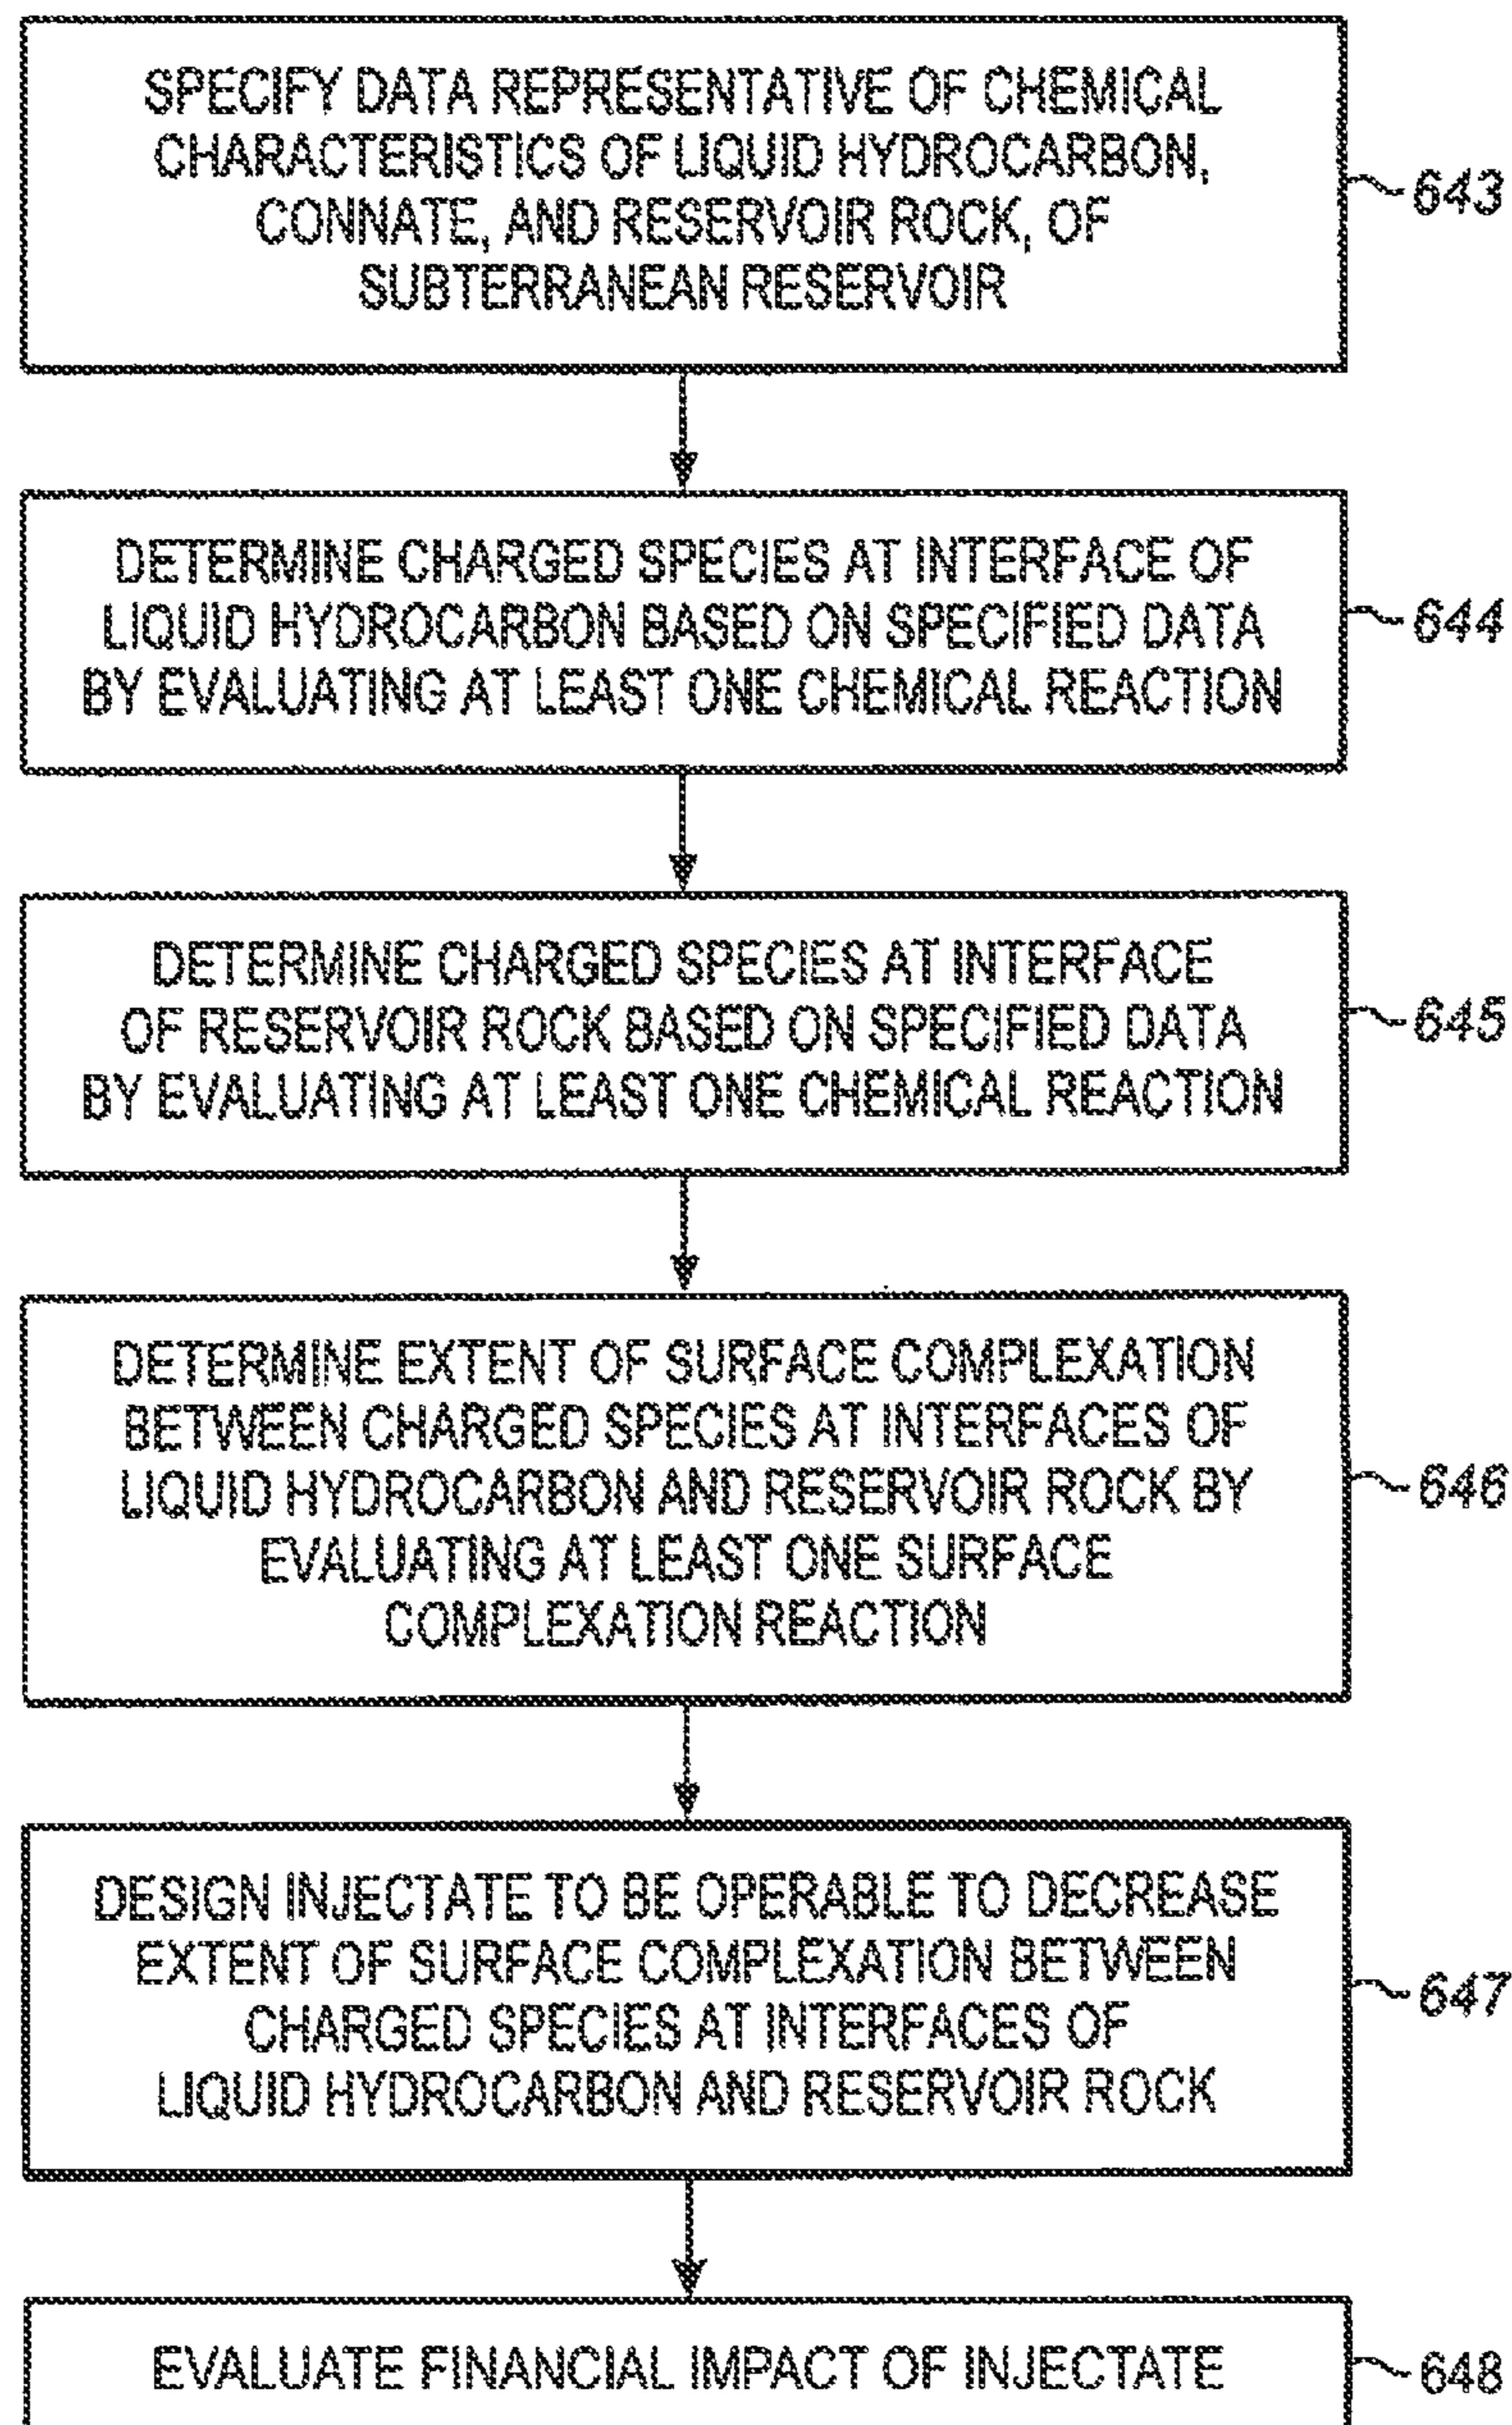 SPECIFY DATA REPRESENTATIVE OF CHEMICAL
CHARACTERISTICS OF LIQUID HYDROCARBON,
CONNATE, AND RESERVOIR ROCK, OF
SUBTERRANEAN RESERVOIR
643
DETERMINE CHARGED SPECIES AT INTERFACE OF
LIQUID HYDROCARBON BASED ON SPECIFIED DATA
BY EVALUATING AT LEAST ONE CHEMICAL REACTION
644
DETERMINE CHARGED SPECIES AT INTERFACE
OF RESERVOIR ROCK BASED ON SPECIFIED DATA
BY EVALUATING AT LEAST ONE CHEMICAL REACTION
645
DETERMINE EXTENT OF SURFACE COMPLEXATION
BETWEEN CHARGED SPECIES AT INTERFACES OF
LIQUID HYDROCARBON AND RESERVOIR ROCK BY
EVALUATING AT LEAST ONE SURFACE
COMPLEXATION REACTION
646
DESIGN INJECTATE TO BE OPERABLE TO DECREASE
EXTENT OF SURFACE COMPLEXATION BETWEEN
CHARGED SPECIES AT INTERFACES OF
LIQUID HYDROCARBON AND RESERVOIR ROCK
647
EVALUATE FINANCIAL IMPACT OF INJECTATE
648